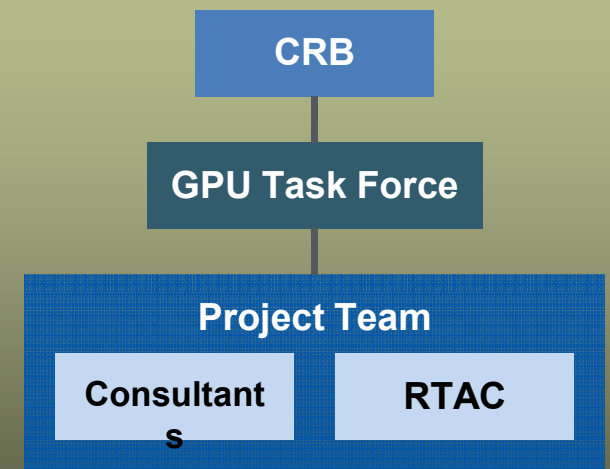 CRB
GPU Task Force
Project Team
Consultant
s
RTAC